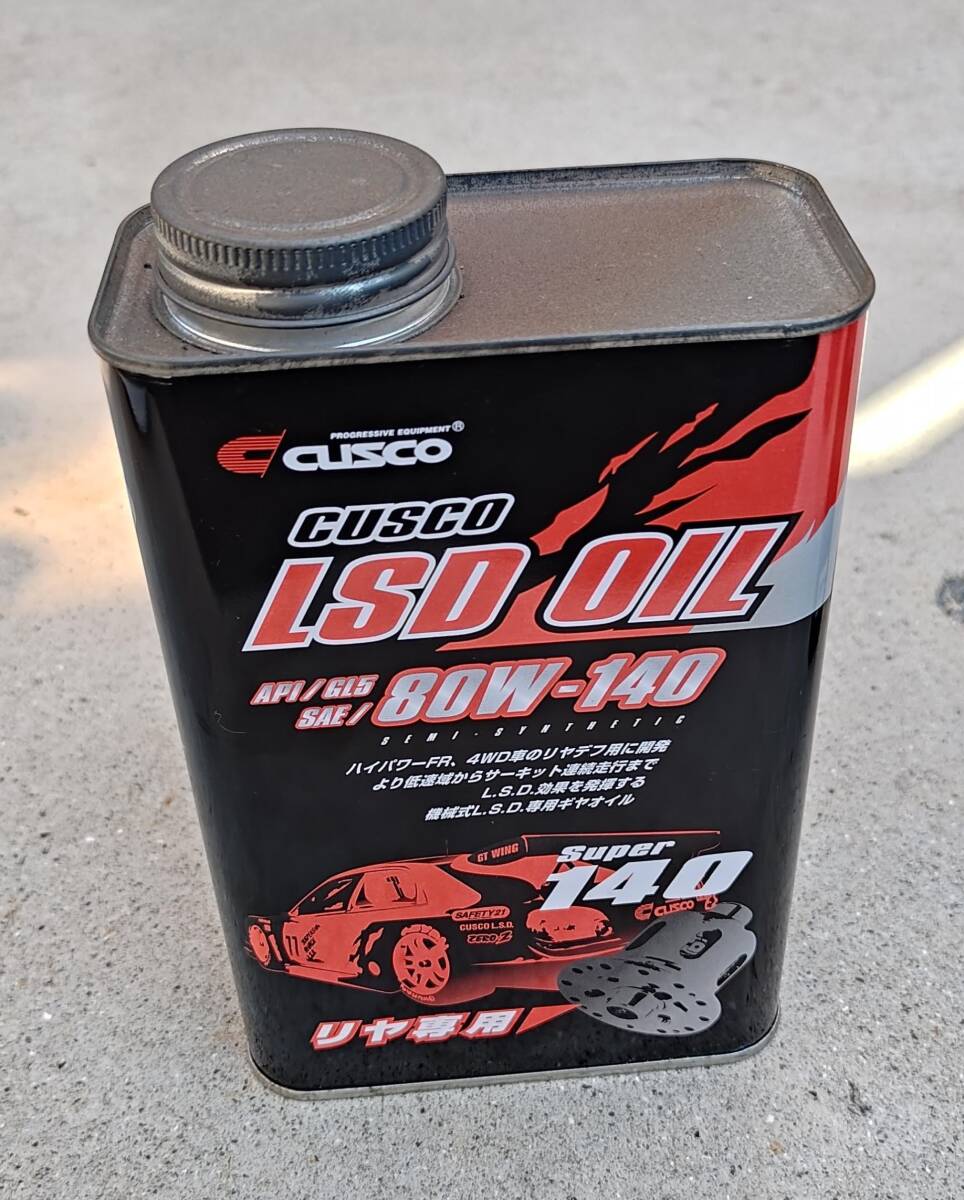 PROGRESSIVE EQUIPMENT®
CUSCO
CUSCO
LSD OIL
API/GL5
SAE/80W-140
SEMI-SYNTHETIC
ハイパワーFR、4WD車のリヤデフ用に開発
より低速域からサーキット連続走行まで
L.S.D.効果を発揮する
機械式L.S.D.専用ギヤオイル
GT WING
Super
140
CUSCO
SAFETY21
CUSCO L.S.D.
ZERO-2
77
リヤ専用